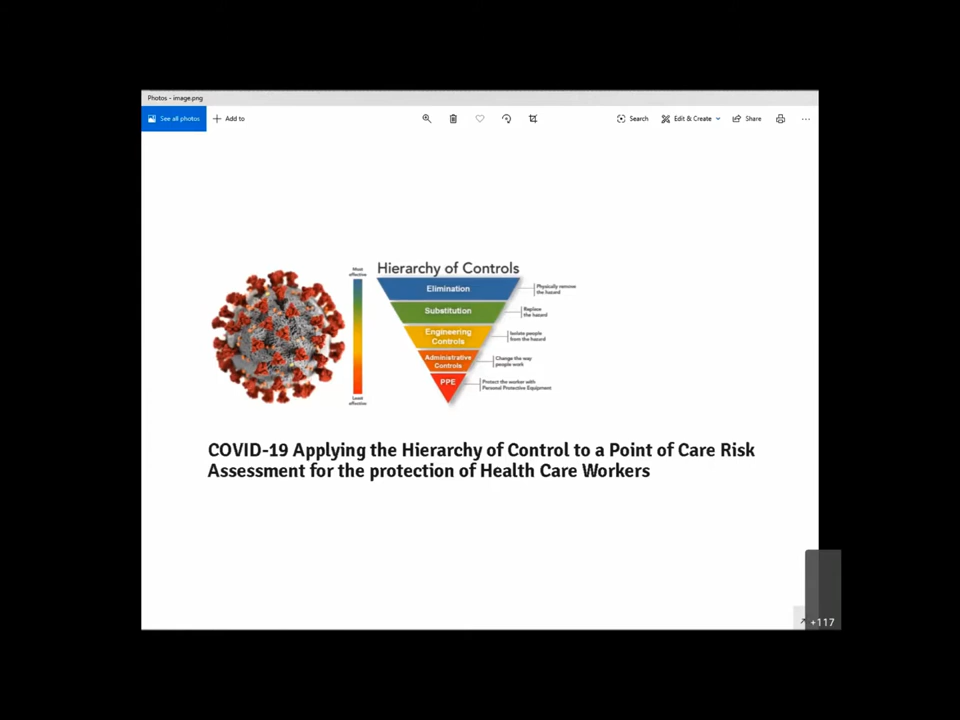 Photos - image.png
See all photos
Add to
Search
Edit & Create
Share
Hierarchy of Controls
Most
effective
Elimination
Physically remove
the hazard
Substitution
Replace
the hazard
Engineering
Controls
Isolate people
from the hazard
Administrative
Controls
Change the way
people work
PPE
Protect the worker with
Personal Protective Equipment
Least
effective
COVID-19 Applying the Hierarchy of Control to a Point of Care Risk
Assessment for the protection of Health Care Workers
+117